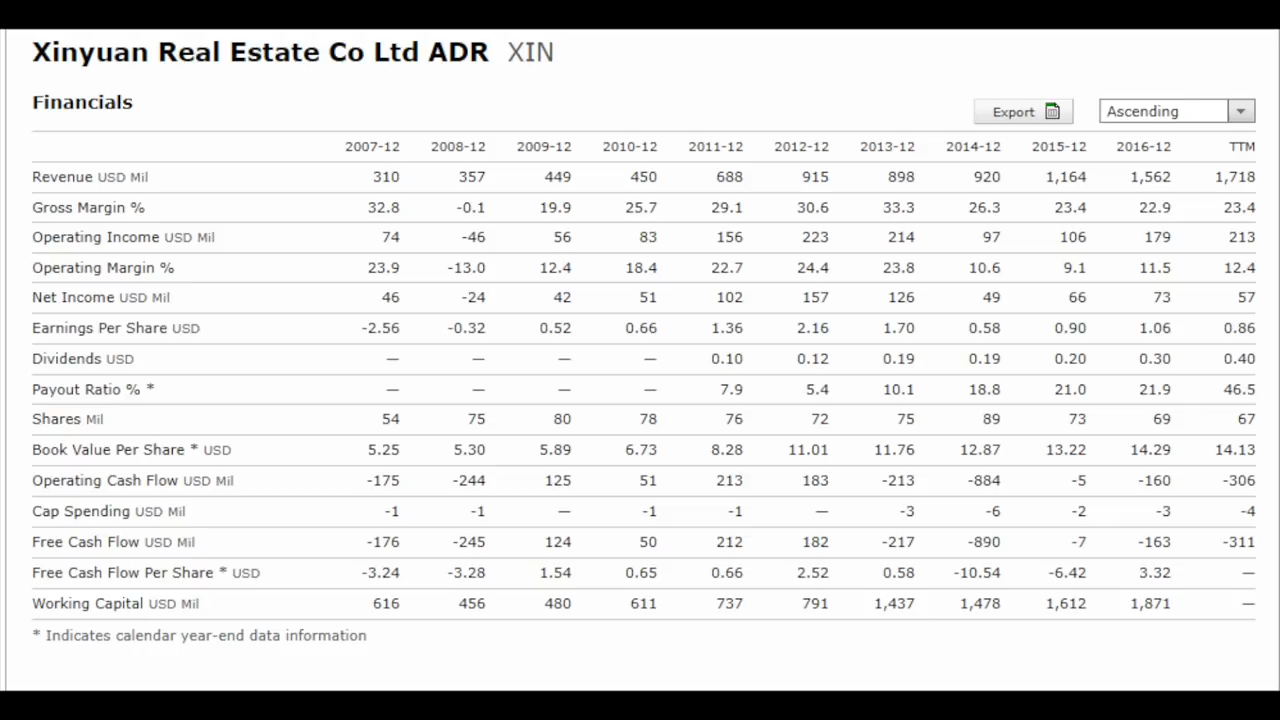 Xinyuan Real Estate Co Ltd ADR XIN
Financials
Export Ascending
2007-12 2008-12 2009-12 2010-12 2011-12 2012-12 2013-12 2014-12 2015-12 2016-12 TTM
Revenue USD Mil 310 357 449 450 688 915 898 920 1,164 1,562 1,718
Gross Margin % 32.8 -0.1 19.9 25.7 29.1 30.6 33.3 26.3 23.4 22.9 23.4
Operating Income USD Mil 74 -46 56 83 156 223 214 97 106 179 213
Operating Margin % 23.9 -13.0 12.4 18.4 22.7 24.4 23.8 10.6 9.1 11.5 12.4
Net Income USD Mil 46 -24 42 51 102 157 126 49 66 73 57
Earnings Per Share USD -2.56 -0.32 0.52 0.66 1.36 2.16 1.70 0.58 0.90 1.06 0.86
Dividends USD — — — — 0.10 0.12 0.19 0.19 0.20 0.30 0.40
Payout Ratio % * — — — — 7.9 5.4 10.1 18.8 21.0 21.9 46.5
Shares Mil 54 75 80 78 76 72 75 89 73 69 67
Book Value Per Share * USD 5.25 5.30 5.89 6.73 8.28 11.01 11.76 12.87 13.22 14.29 14.13
Operating Cash Flow USD Mil -175 -244 125 51 213 183 -213 -884 -5 -160 -306
Cap Spending USD Mil -1 -1 — -1 -1 — -3 -6 -2 -3 -4
Free Cash Flow USD Mil -176 -245 124 50 212 182 -217 -890 -7 -163 -311
Free Cash Flow Per Share * USD -3.24 -3.28 1.54 0.65 0.66 2.52 0.58 -10.54 -6.42 3.32 —
Working Capital USD Mil 616 456 480 611 737 791 1,437 1,478 1,612 1,871 —
* Indicates calendar year-end data information